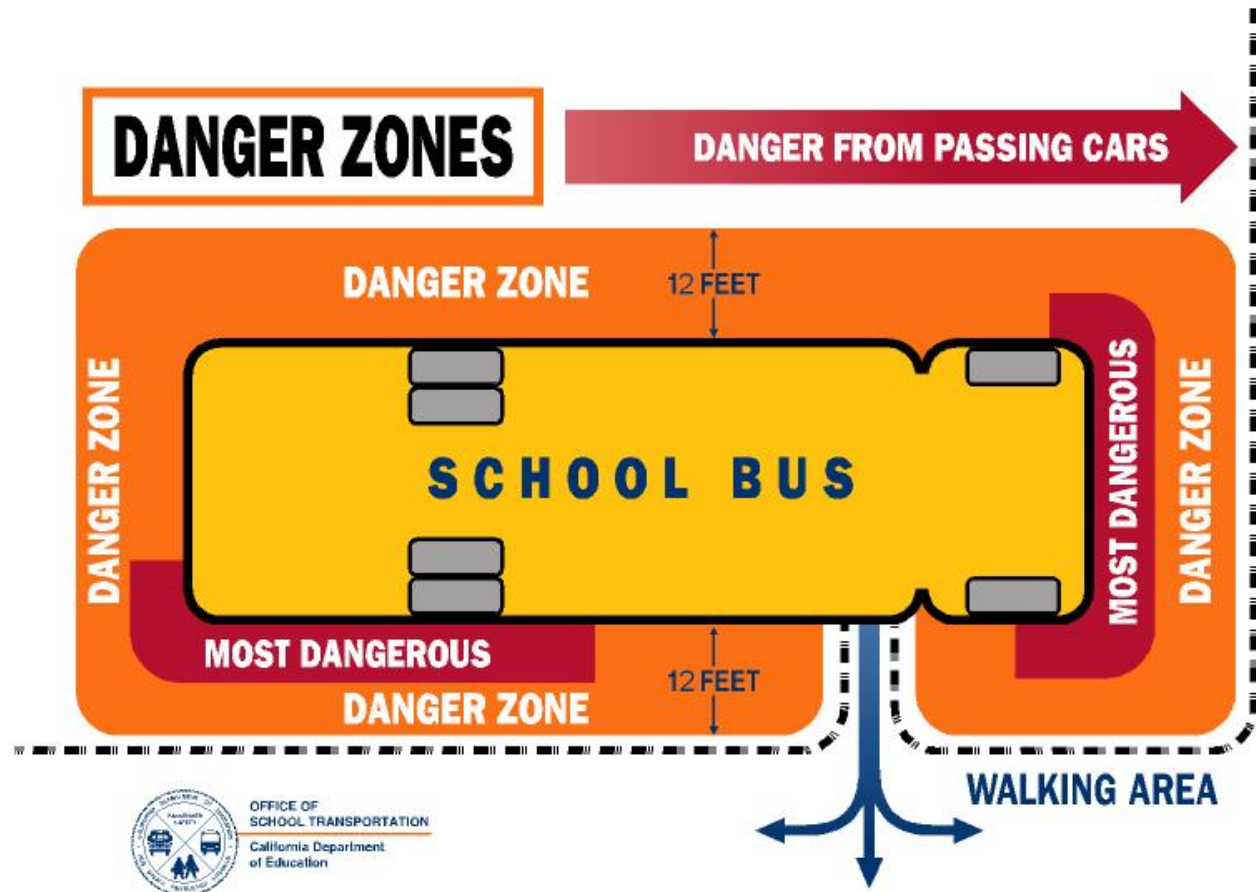 DANGER ZONES
DANGER FROM PASSING CARS
DANGER ZONE
12 FEET
DANGER ZONE
SCHOOL BUS
MOST DANGEROUS
DANGER ZONE
MOST DANGEROUS
12 FEET
DANGER ZONE
WALKING AREA
OFFICE OF
SCHOOL TRANSPORTATION
California Department
of Education